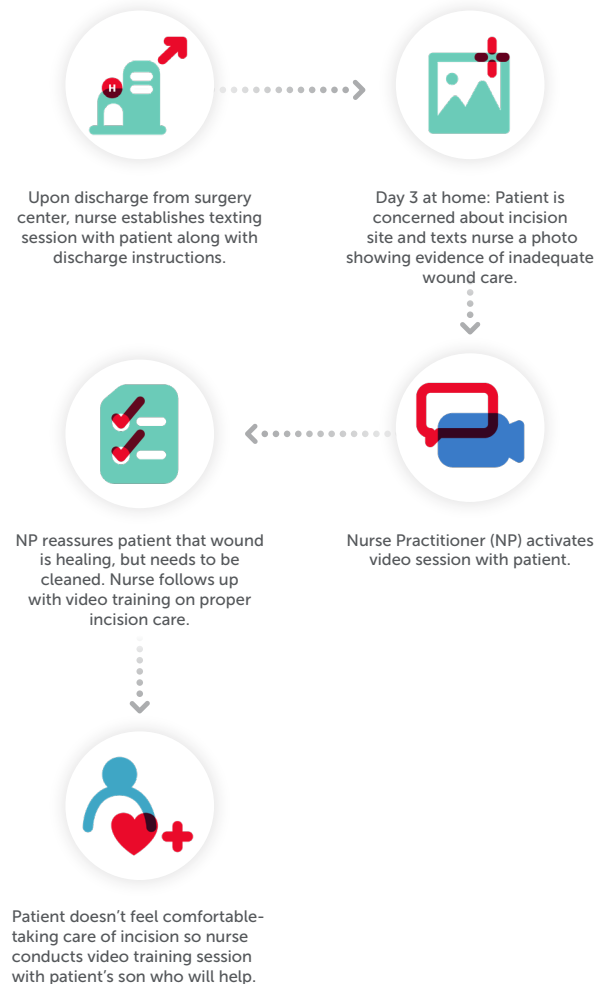 H
Upon discharge from surgery
center, nurse establishes texting
session with patient along with
discharge instructions.
Day 3 at home: Patient is
concerned about incision
site and texts nurse a photo
showing evidence of inadequate
wound care.
Nurse Practitioner (NP) activates
video session with patient.
NP reassures patient that wound
is healing, but needs to be
cleaned. Nurse follows up
with video training on proper
incision care.
Patient doesn’t feel comfortable-
taking care of incision so nurse
conducts video training session
with patient’s son who will help.